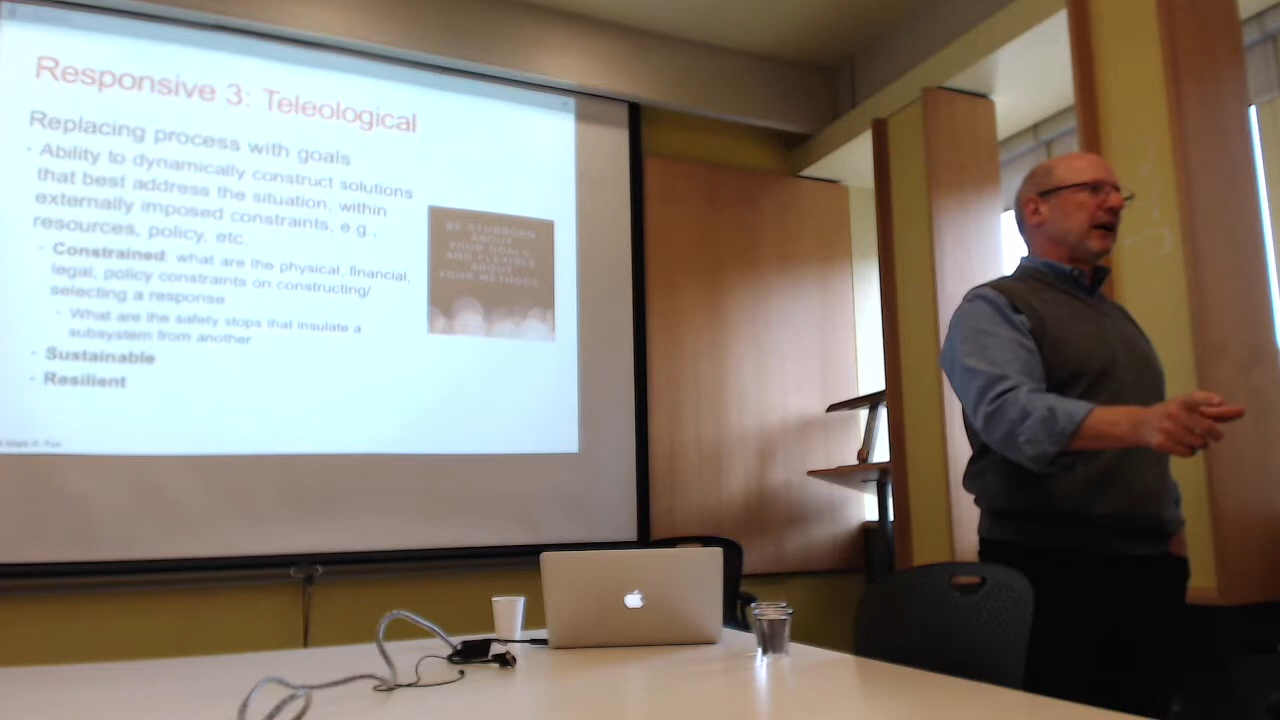 Responsive 3: Teleological
Replacing process with goals
• Ability to dynamically construct solutions
that best address the situation, within
externally imposed constraints, e.g.,
resources, policy, etc.
• Constrained: what are the physical, financial,
legal, policy constraints on constructing/
selecting a response
• What are the safety stops that insulate a
subsystem from another
• Sustainable
• Resilient
BE STUBBORN
ABOUT
YOUR GOALS,
AND FLEXIBLE
ABOUT
YOUR METHODS